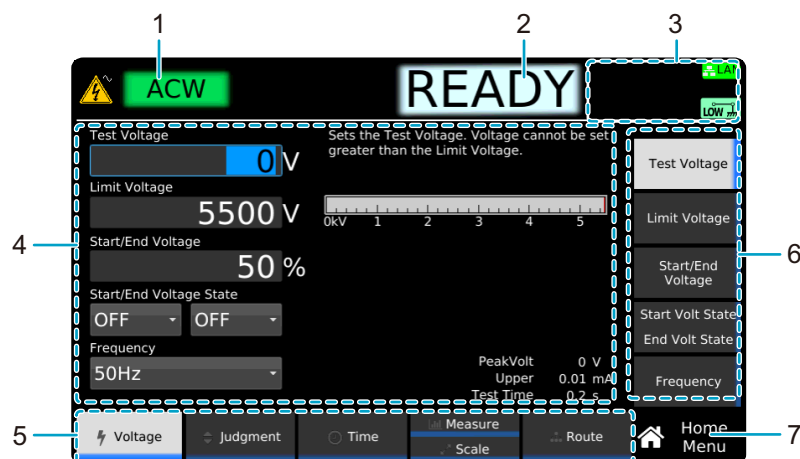 1
2
3
ACW
READY
LAN
LOW
Test Voltage
0 V
Sets the Test Voltage. Voltage cannot be set
greater than the Limit Voltage.
Limit Voltage
5500 V
0kV 1 2 3 4 5
Start/End Voltage
50 %
Start/End Voltage State
OFF OFF
Frequency
50Hz
PeakVolt 0 V
Upper 0.01 mA
Test Time 0.2 s
4
Test Voltage
Limit Voltage
Start/End
Voltage
Start Volt State
End Volt State
Frequency
6
5
Voltage
Judgment
Time
Measure
Scale
Route
Home
Menu
7